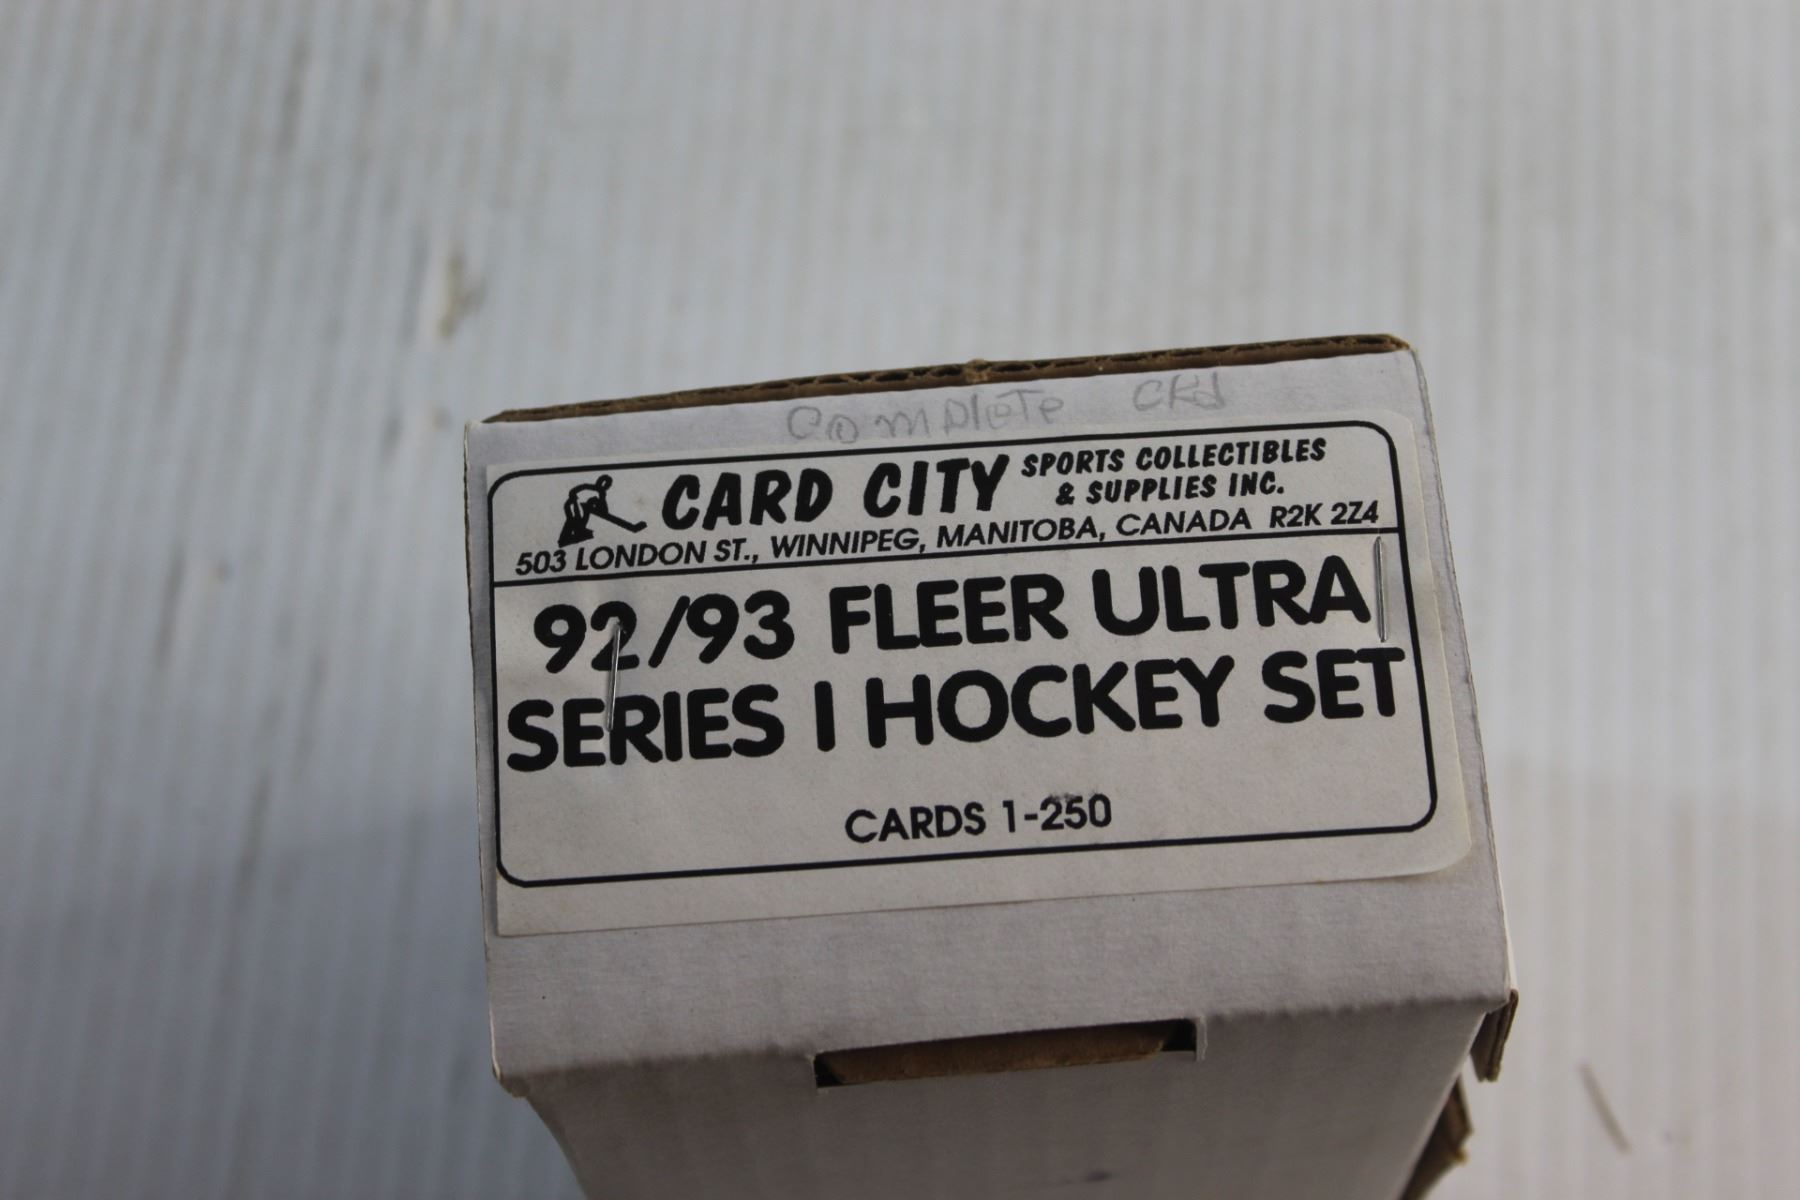 Complete Ckd
CARD CITY SPORTS COLLECTIBLES
& SUPPLIES INC.
503 LONDON ST., WINNIPEG, MANITOBA, CANADA R2K 2Z4
92/93 FLEER ULTRA
SERIES I HOCKEY SET
CARDS 1-250